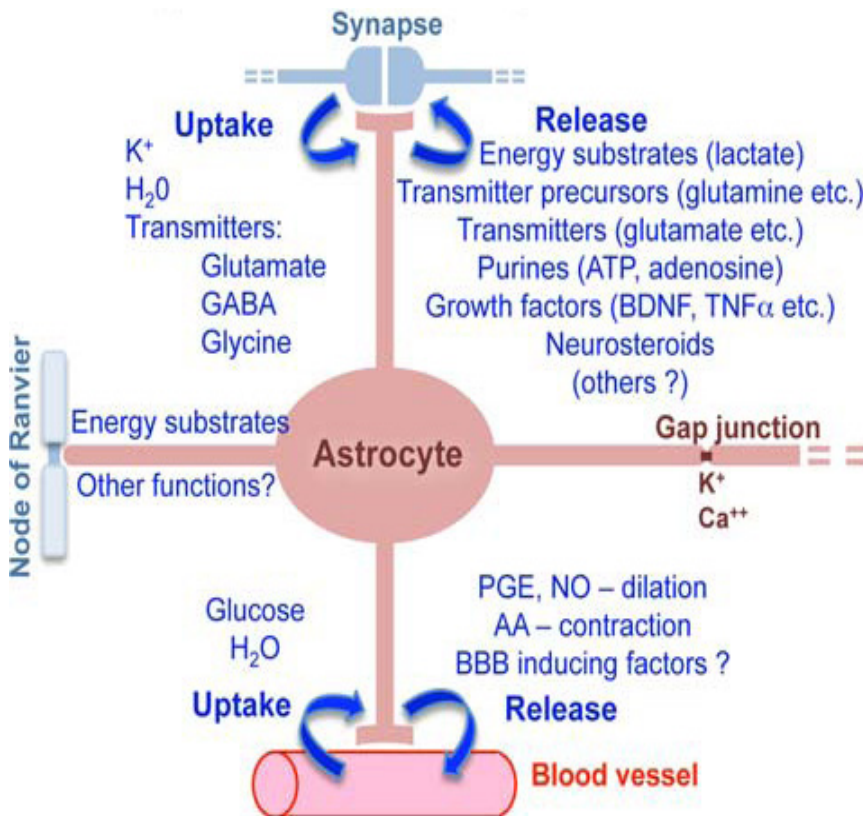 Synapse
Uptake
K⁺
H₂0
Transmitters:
Glutamate
GABA
Glycine
Release
Energy substrates (lactate)
Transmitter precursors (glutamine etc.)
Transmitters (glutamate etc.)
Purines (ATP, adenosine)
Growth factors (BDNF, TNFα etc.)
Neurosteroids
(others ?)
Node of Ranvier
Energy substrates
Other functions?
Astrocyte
Gap junction
K⁺
Ca⁺⁺
Glucose
H₂O
Uptake
PGE, NO – dilation
AA – contraction
BBB inducing factors ?
Release
Blood vessel